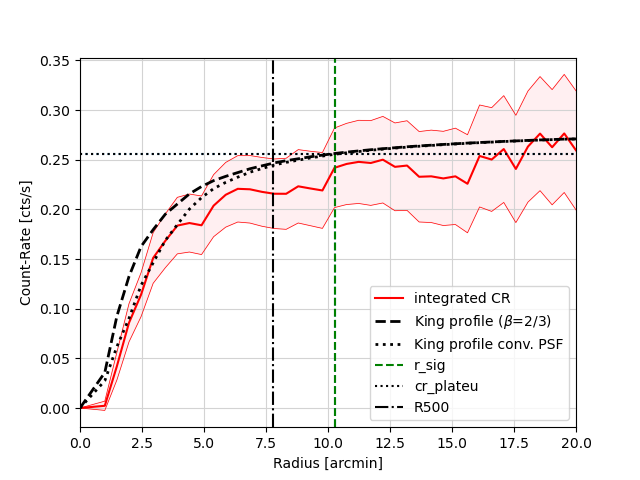 0.35
0.30
0.25
0.20
0.15
0.10
0.05
0.00
Count-Rate [cts/s]
integrated CR
King profile (β=2/3)
King profile conv. PSF
r_sig
cr_plateu
R500
0.0 2.5 5.0 7.5 10.0 12.5 15.0 17.5 20.0
Radius [arcmin]